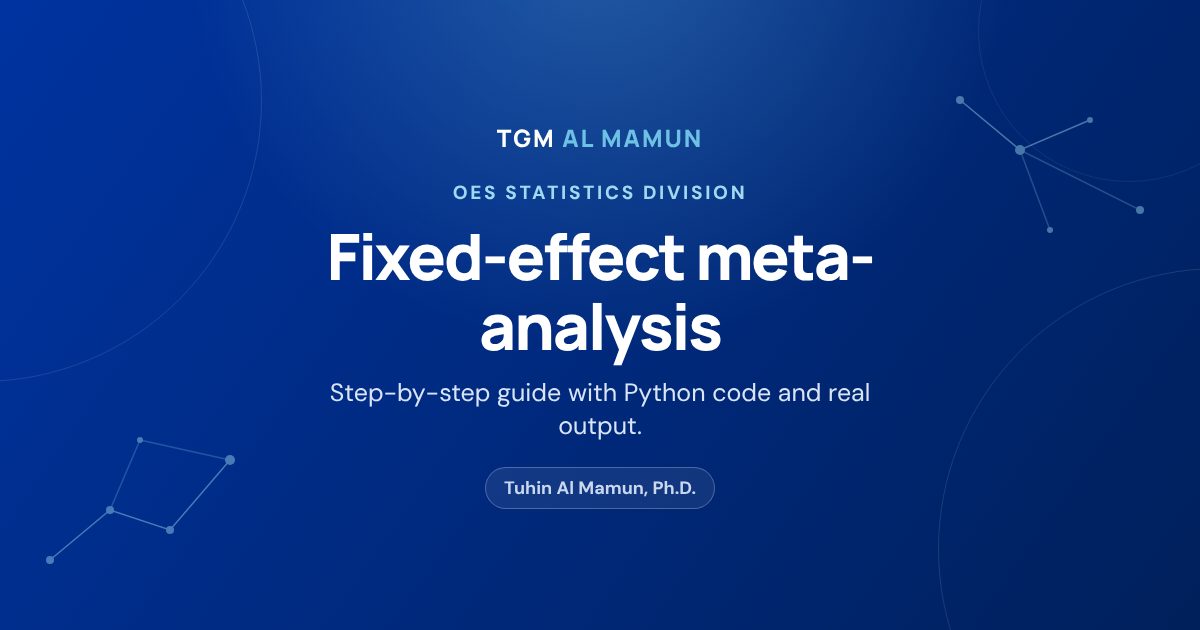 TGM AL MAMUN
OES STATISTICS DIVISION
Fixed-effect meta-
analysis
Step-by-step guide with Python code and real
output.
Tuhin Al Mamun, Ph.D.